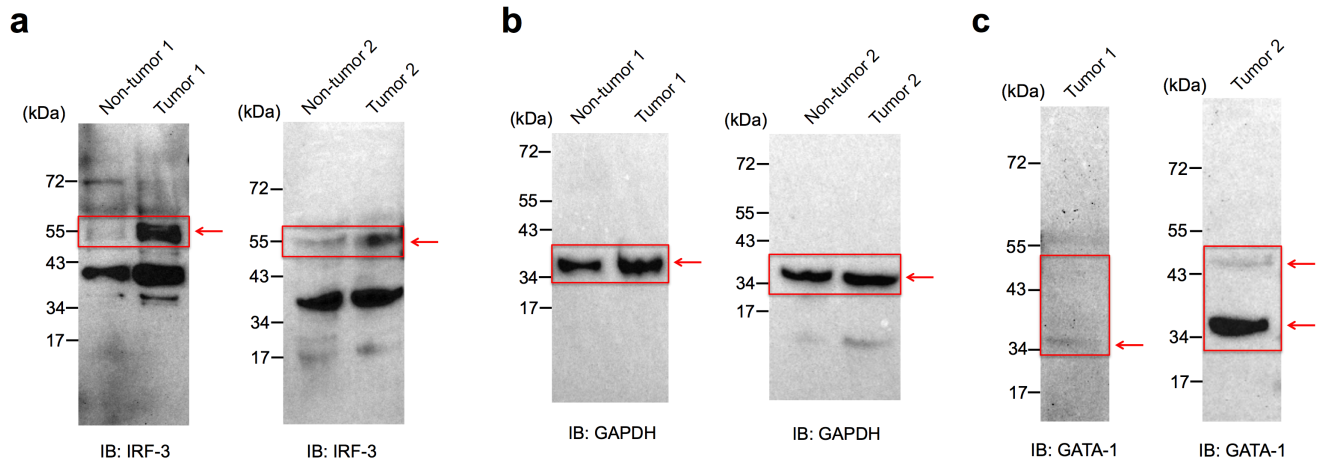 a
Non-tumor 1
Tumor 1
(kDa)
72
55
43
34
17
IB: IRF-3
Non-tumor 2
Tumor 2
(kDa)
72
55
43
34
17
IB: IRF-3
b
Non-tumor 1
Tumor 1
(kDa)
72
55
43
34
17
IB: GAPDH
Non-tumor 2
Tumor 2
(kDa)
72
55
43
34
17
IB: GAPDH
c
Tumor 1
(kDa)
72
55
43
34
17
IB: GATA-1
Tumor 2
(kDa)
72
55
43
34
17
IB: GATA-1